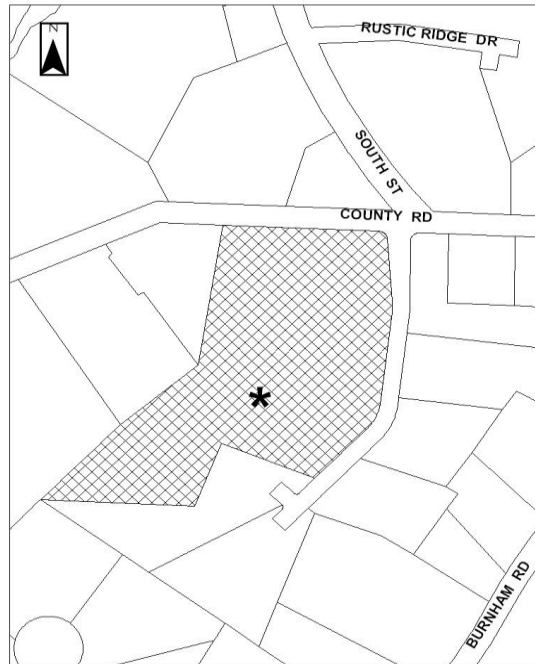 N
RUSTIC RIDGE DR
SOUTH ST
COUNTY RD
*
BURNHAM RD